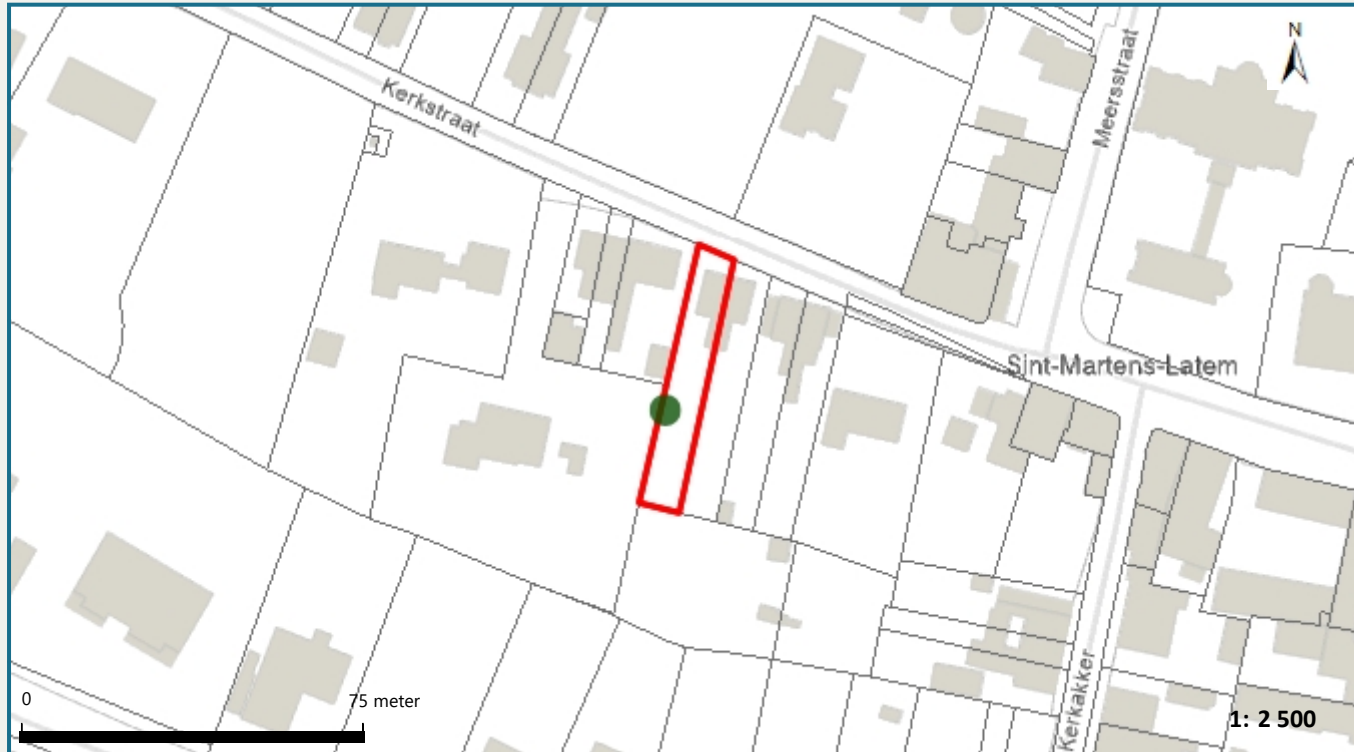 N
Kerkstraat
Meersstraat
Sint-Martens-Latem
Kerkakker
0
75 meter
1: 2 500